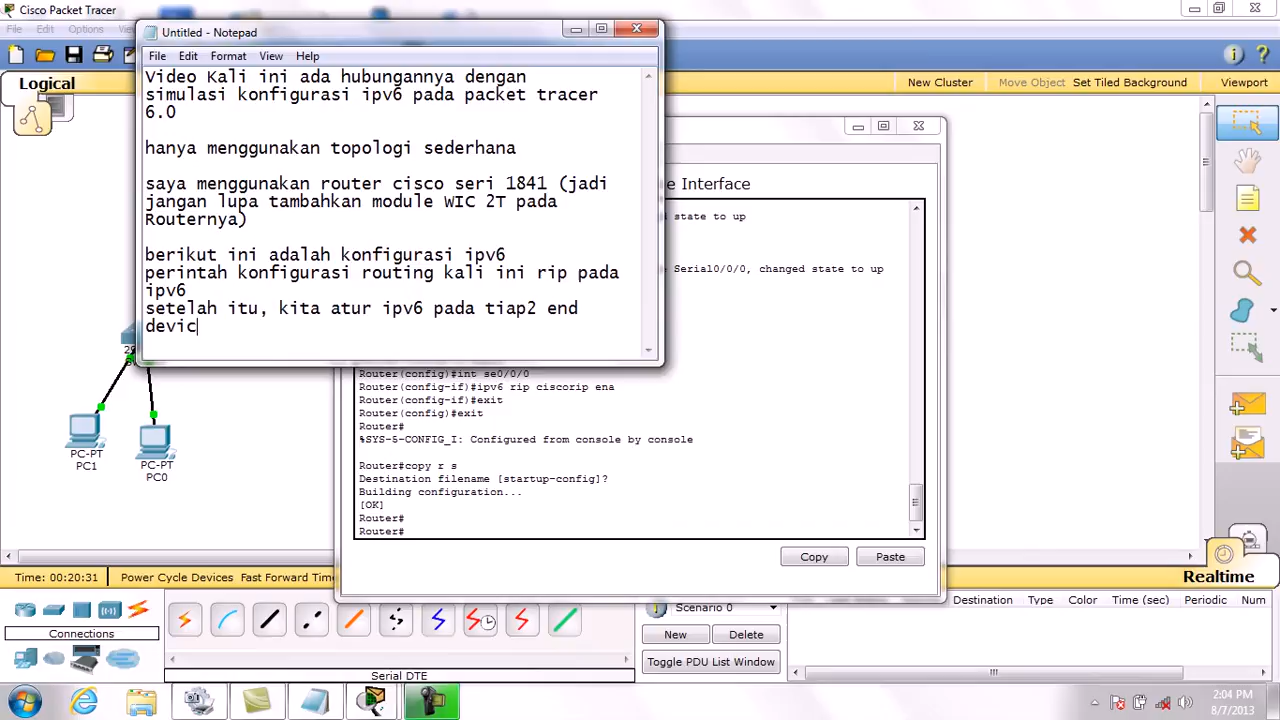 Cisco Packet Tracer
File Edit Options
Logical
New Cluster Move Object Set Tiled Background Viewport
Untitled - Notepad
File Edit Format View Help
Video Kali ini ada hubungannya dengan
simulasi konfigurasi ipv6 pada packet tracer
6.0
hanya menggunakan topologi sederhana
saya menggunakan router cisco seri 1841 (jadi
jangan lupa tambahkan module WIC 2T pada
Routernya)
berikut ini adalah konfigurasi ipv6
perintah konfigurasi routing kali ini rip pada
ipv6
setelah itu, kita atur ipv6 pada tiap2 end
devic
e Interface
d state to up
e Serial0/0/0, changed state to up
Router(config)#int se0/0/0
Router(config-if)#ipv6 rip ciscorip ena
Router(config-if)#exit
Router(config)#exit
Router#
%SYS-5-CONFIG_I: Configured from console by console
Router#copy r s
Destination filename [startup-config]?
Building configuration...
[OK]
Router#
Router#
Copy Paste
PC-PT
PC1
PC-PT
PC0
Time: 00:20:31 Power Cycle Devices Fast Forward Tim
Realtime
Connections
Serial DTE
Scenario 0
New Delete
Toggle PDU List Window
Destination Type Color Time (sec) Periodic Num
2:04 PM
8/7/2013